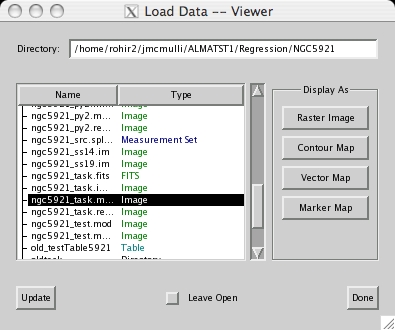 Load Data -- Viewer
Directory: /home/rohir2/jmcmulli/ALMATST1/Regression/NGC5921
Name Type
Display As
ngc5921_py2.m... Image
ngc5921_py2.re... Image
ngc5921_src.spl... Measurement Set
ngc5921_ss14.im Image
ngc5921_ss19.im Image
ngc5921_task.fits FITS
ngc5921_task.i... Image
ngc5921_task.m... Image
ngc5921_task.re... Image
ngc5921_test.mod Image
ngc5921_test.m... Image
old_testTable5921 Table
Directory
Raster Image
Contour Map
Vector Map
Marker Map
Update
Leave Open
Done